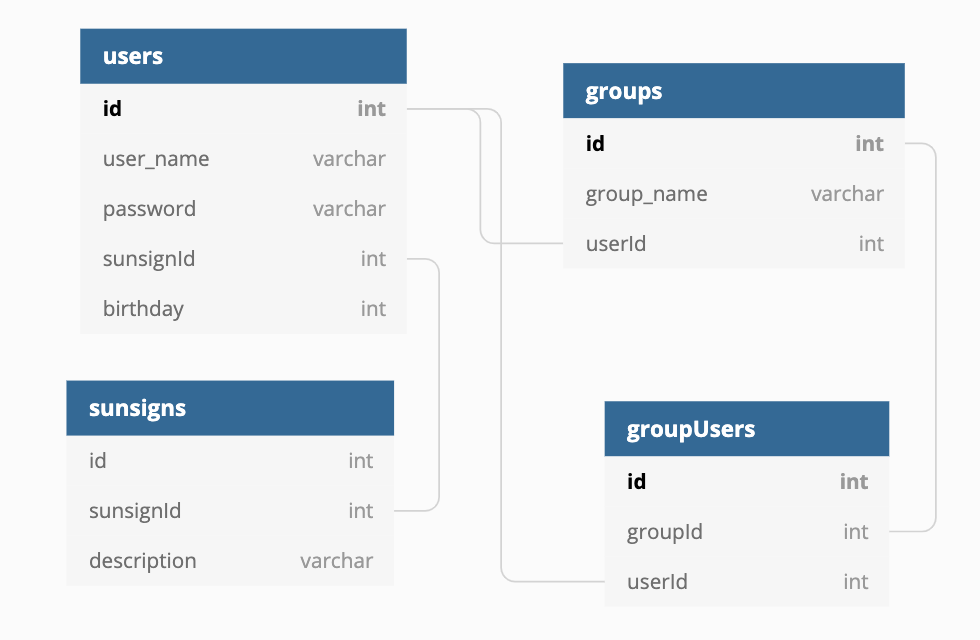 users
id int
user_name varchar
password varchar
sunsignId int
birthday int
groups
id int
group_name varchar
userId int
sunsigns
id int
sunsignId int
description varchar
groupUsers
id int
groupId int
userId int